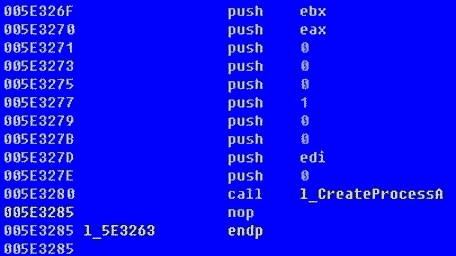 005E326F push ebx
005E3270 push eax
005E3271 push 0
005E3273 push 0
005E3275 push 0
005E3277 push 1
005E3279 push 0
005E327B push 0
005E327D push edi
005E327E push 0
005E3280 call l_CreateProcessA
005E3285 nop
005E3285 l_5E3263 endp
005E3285